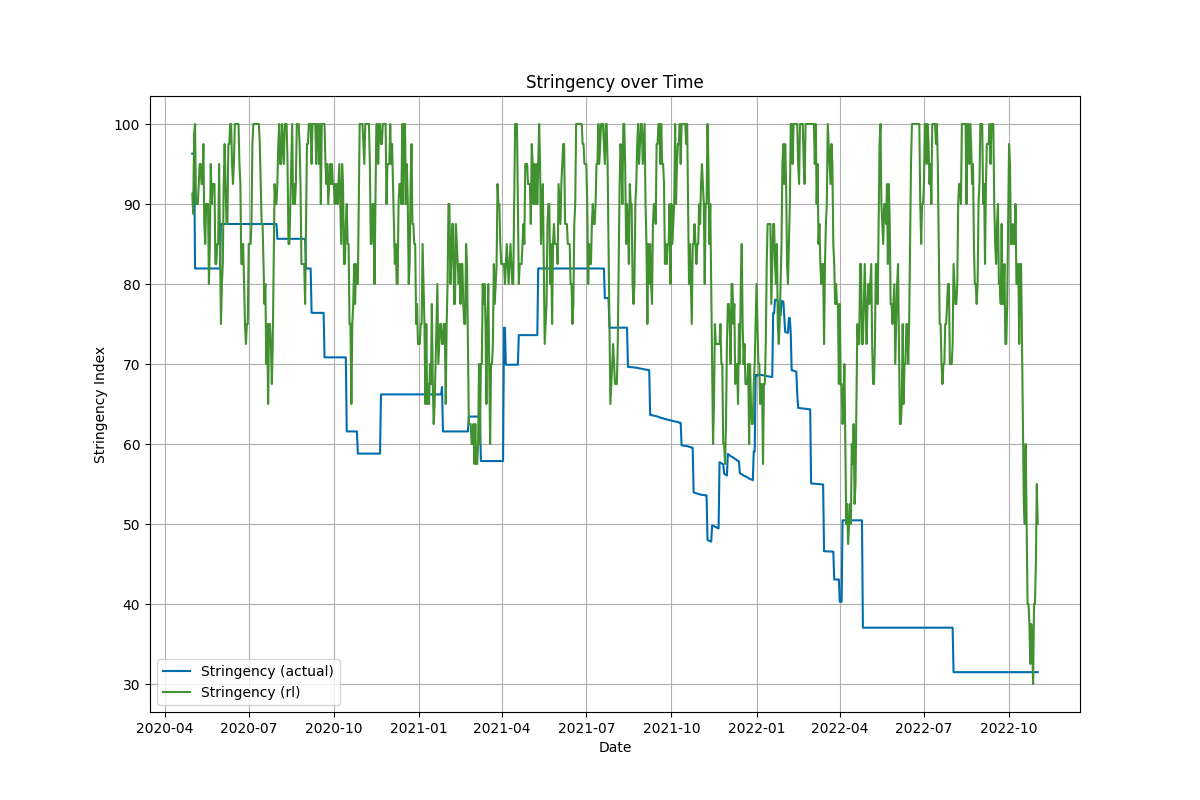 Stringency over Time
Stringency Index
100
90
80
70
60
50
40
30
Stringency (actual)
Stringency (rl)
2020-04 2020-07 2020-10 2021-01 2021-04 2021-07 2021-10 2022-01 2022-04 2022-07 2022-10
Date